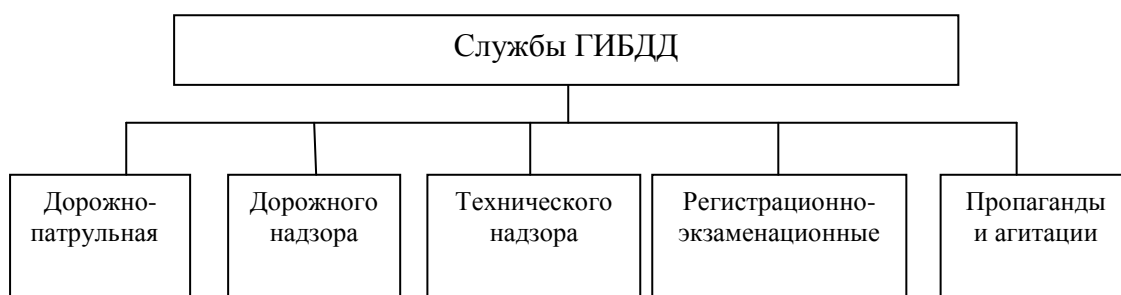 Службы ГИБДД
Дорожно-
патрульная
Дорожного
надзора
Технического
надзора
Регистрационно-
экзаменационные
Пропаганды
и агитации